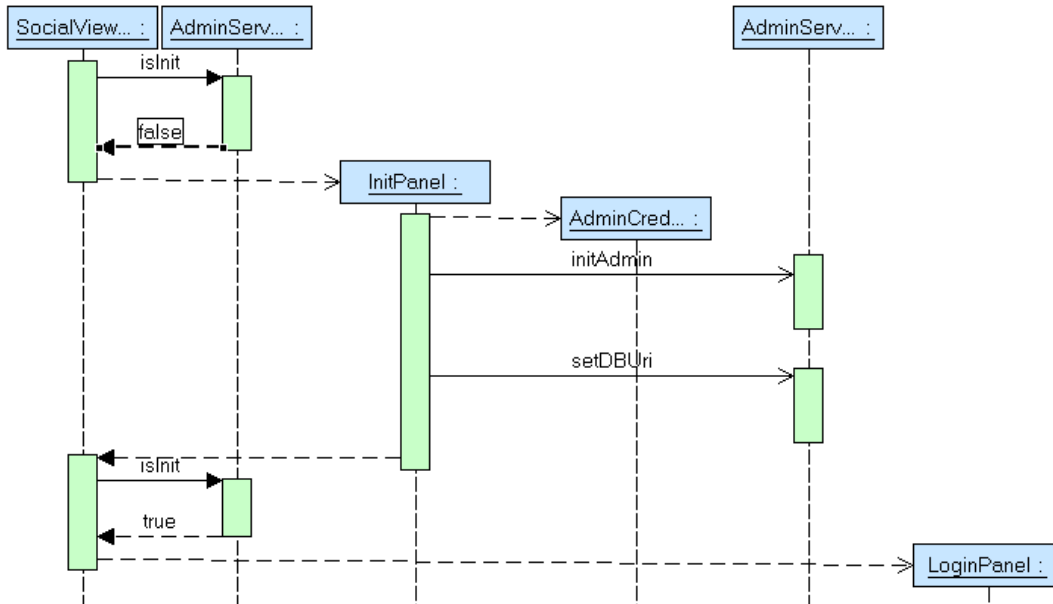 SocialView... :
AdminServ... :
AdminServ... :
isInit
false
InitPanel :
AdminCred... :
initAdmin
setDBUri
isInit
true
LoginPanel :